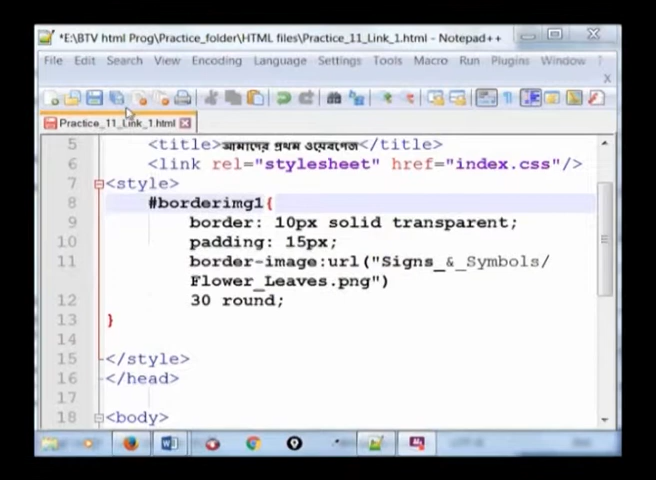 *E:\BTV html Prog\Practice_folder\HTML files\Practice_11_Link_1.html - Notepad++
File Edit Search View Encoding Language Settings Tools Macro Run Plugins Window ?
X
Practice_11_Link_1.html
5 <title>আমাদের প্রথম ওয়েবপেজ</title>
6 <link rel="stylesheet" href="index.css"/>
7 <style>
8 #borderimg1{
9 border: 10px solid transparent;
10 padding: 15px;
11 border-image:url("Signs_&_Symbols/
Flower_Leaves.png")
12 30 round;
13 }
14
15 </style>
16 </head>
17
18 <body>